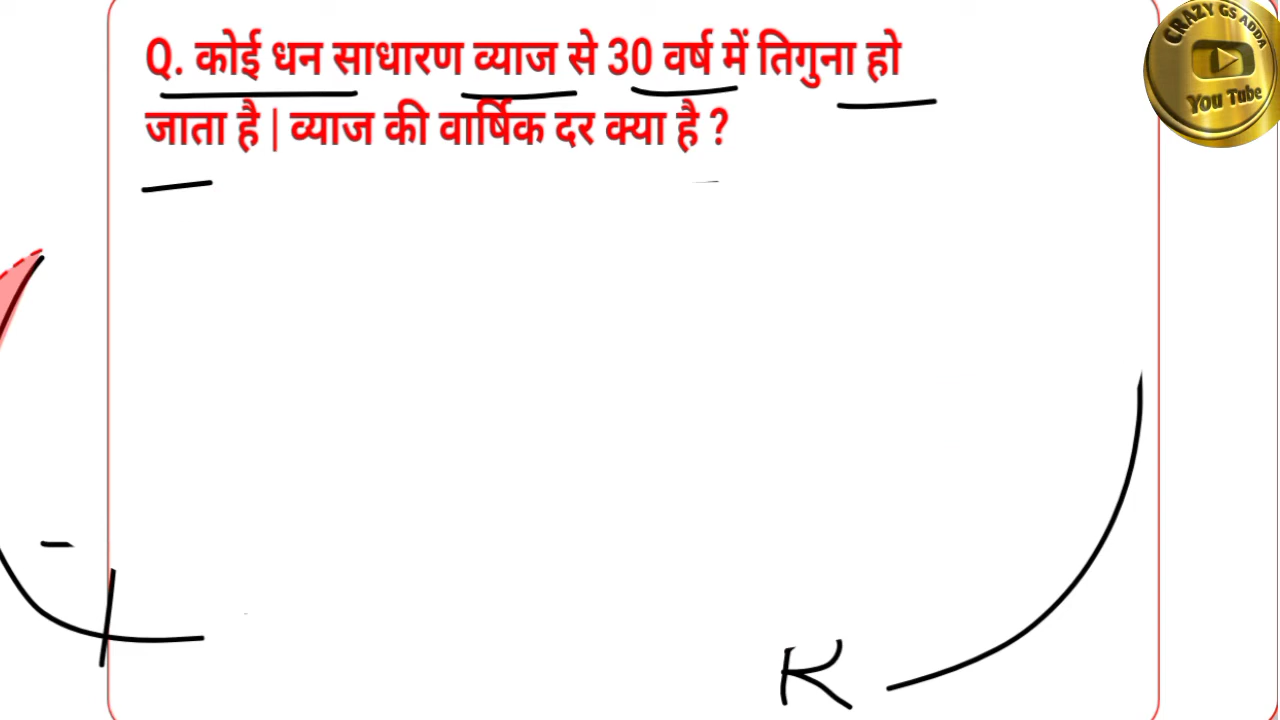 Q. कोई धन साधारण व्याज से 30 वर्ष में तिगुना हो
जाता है | व्याज की वार्षिक दर क्या है ?
CRAZY GS ADDA
You Tube
R